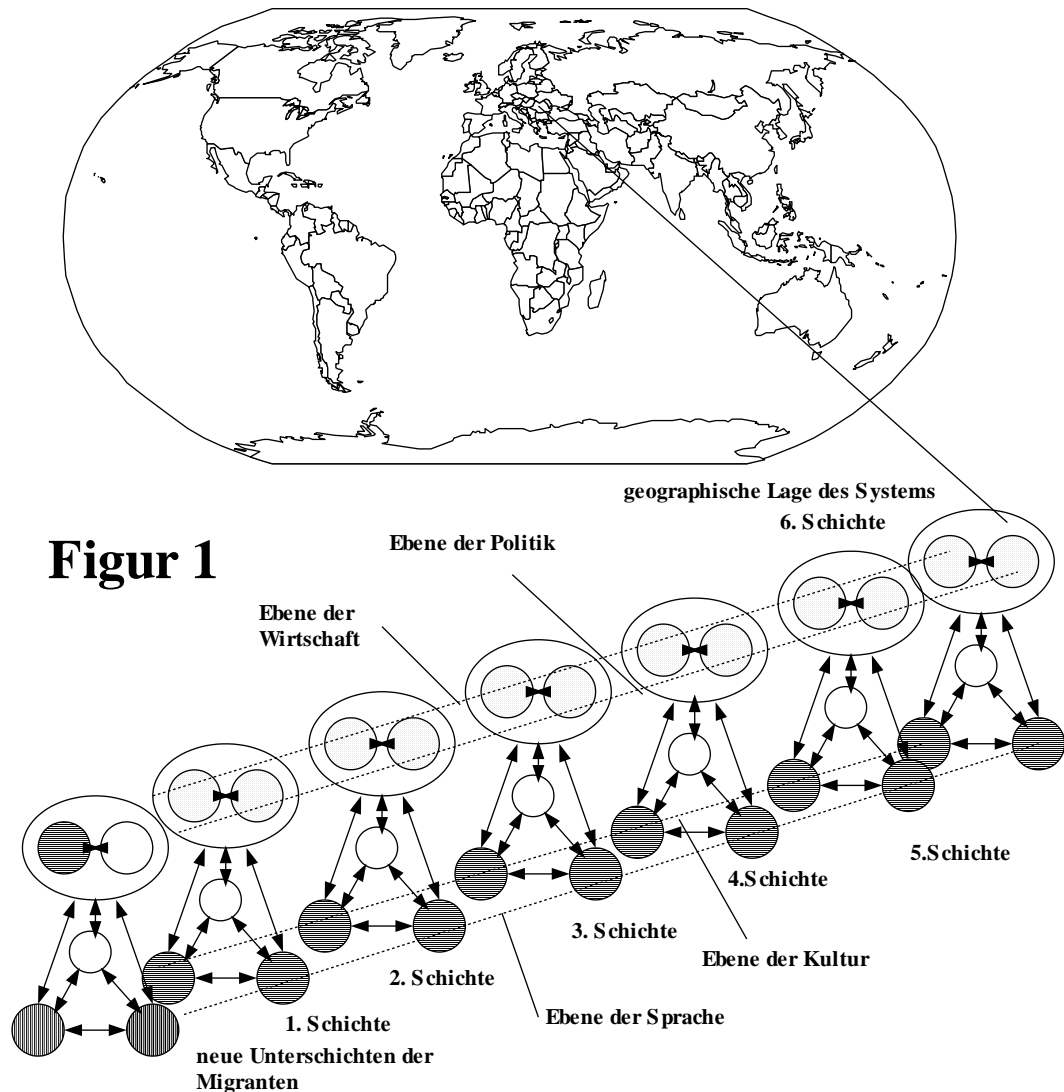 geographische Lage des Systems
6. Schichte
Figur 1
Ebene der Politik
Ebene der
Wirtschaft
5.Schichte
4.Schichte
3. Schichte
Ebene der Kultur
2. Schichte
Ebene der Sprache
1. Schichte
neue Unterschichten der
Migranten